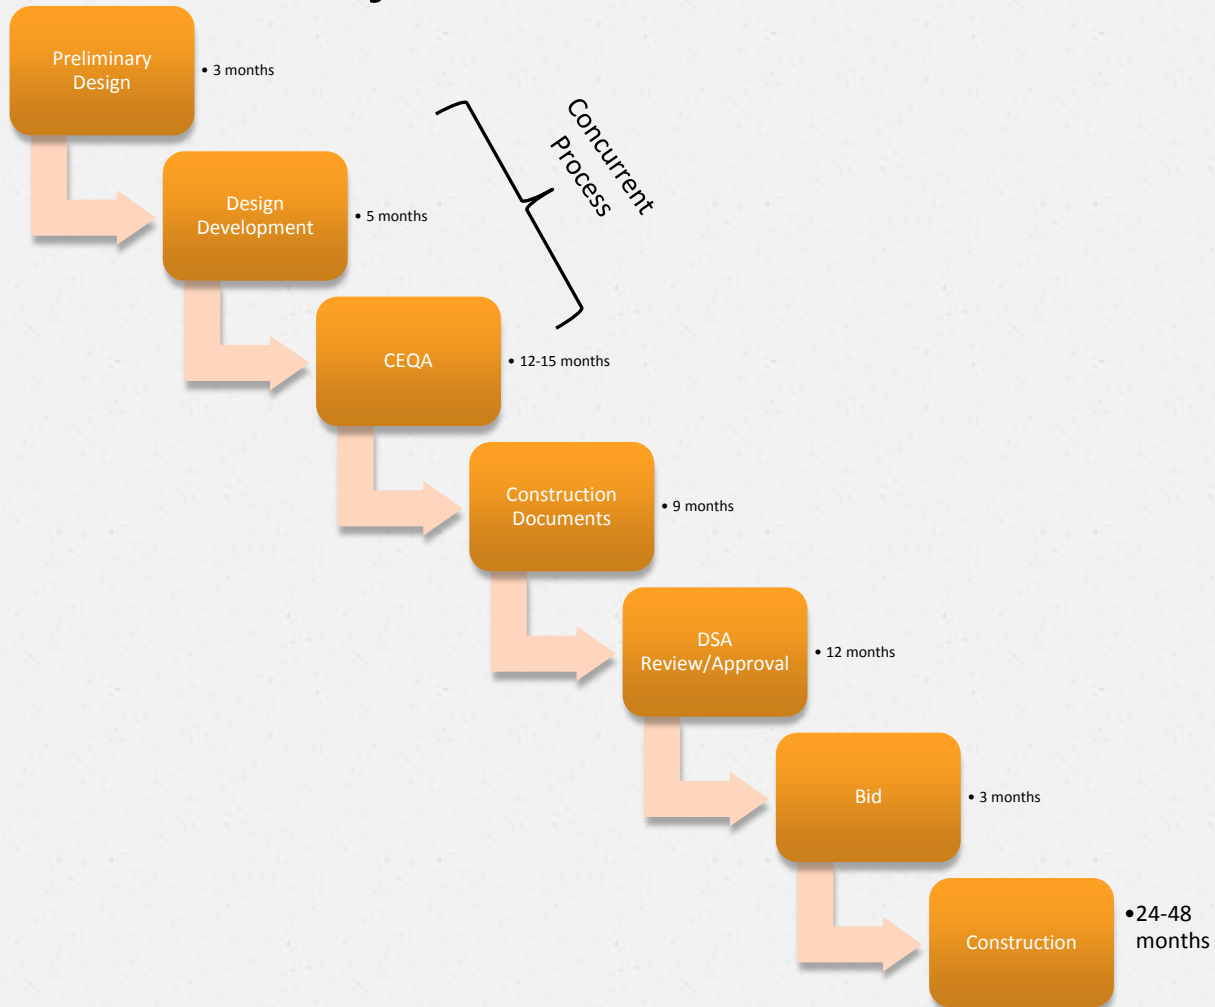 Preliminary
Design
• 3 months
Concurrent
Process
Design
Development
• 5 months
CEQA
• 12-15 months
Construction
Documents
• 9 months
DSA
Review/Approval
• 12 months
Bid
• 3 months
Construction
•24-48
months